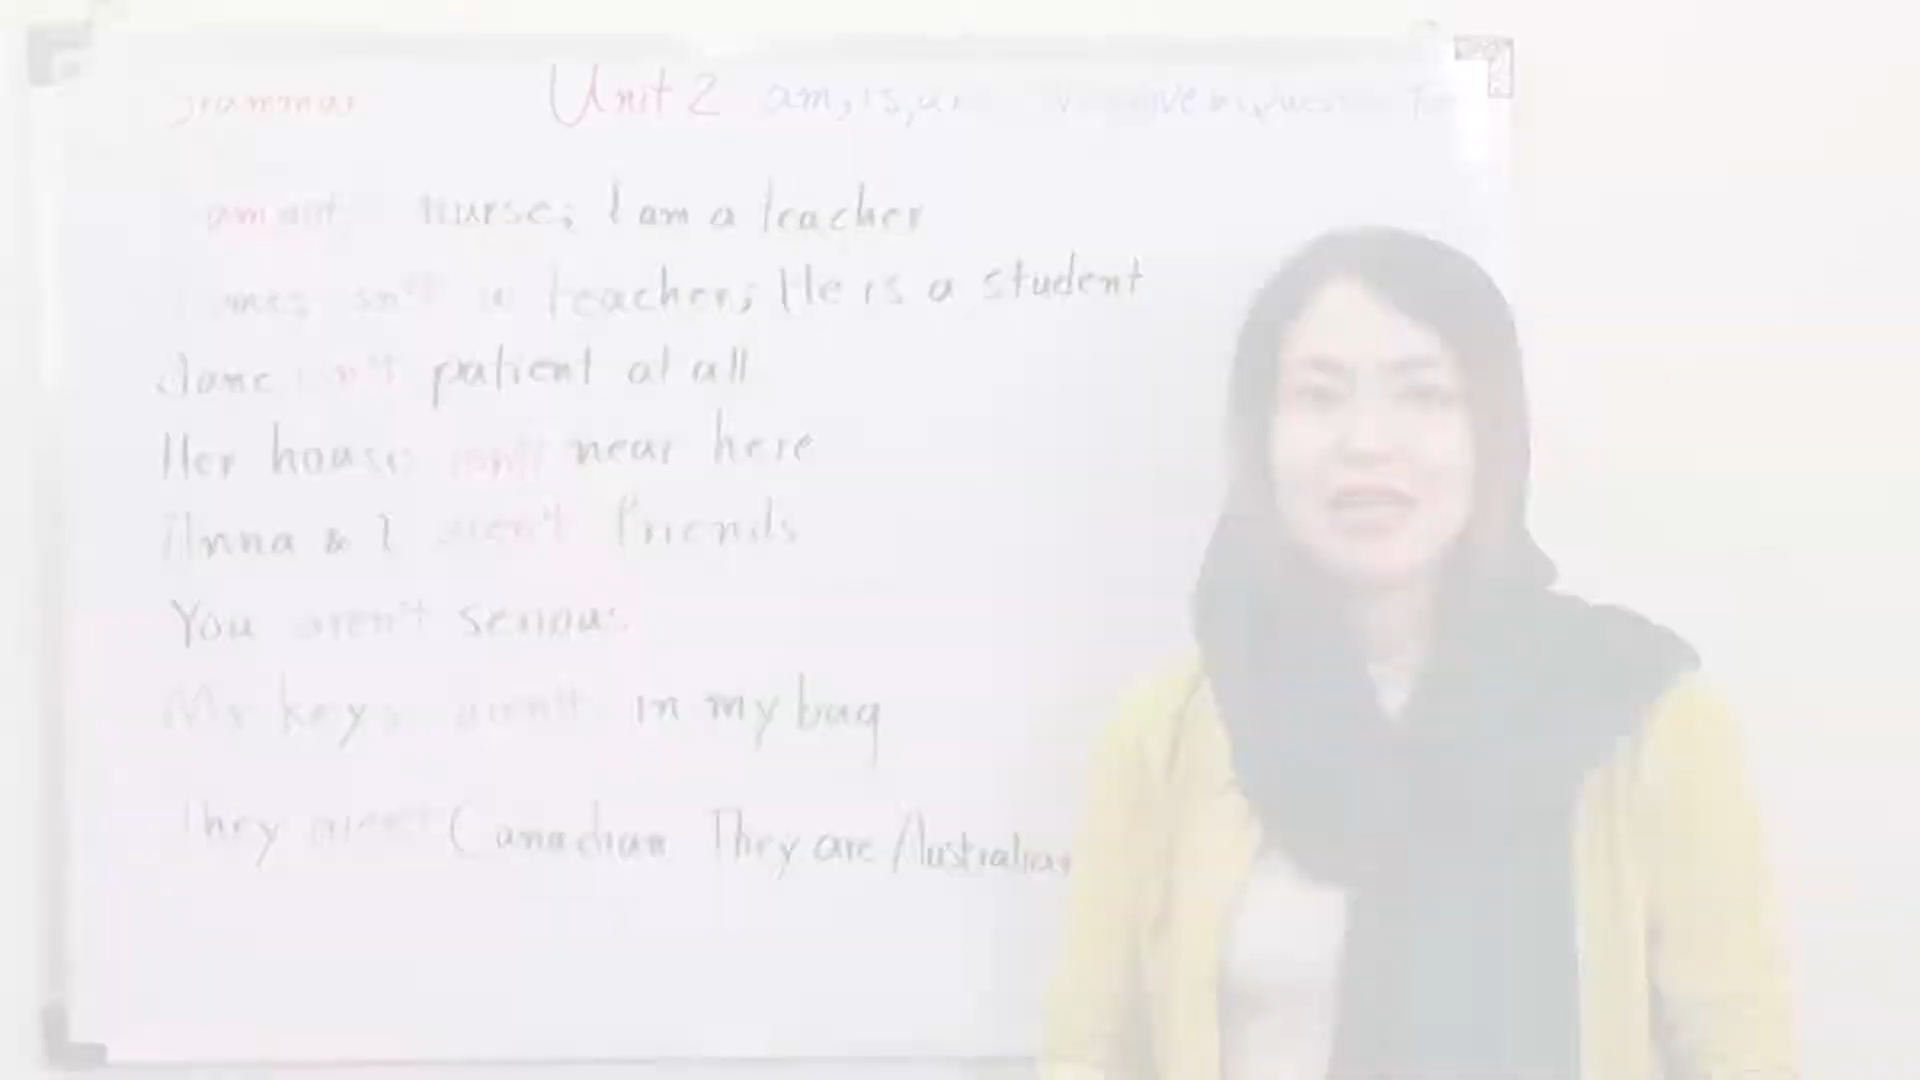 grammar Unit 2 am, is, are
am not nurse; I am a teacher
isn't a teacher; He is a student
Jane isn't patient at all
Her house isn't near here
Anna & I aren't friends
You aren't serious
My keys aren't in my bag
They aren't Canadian They are Australian